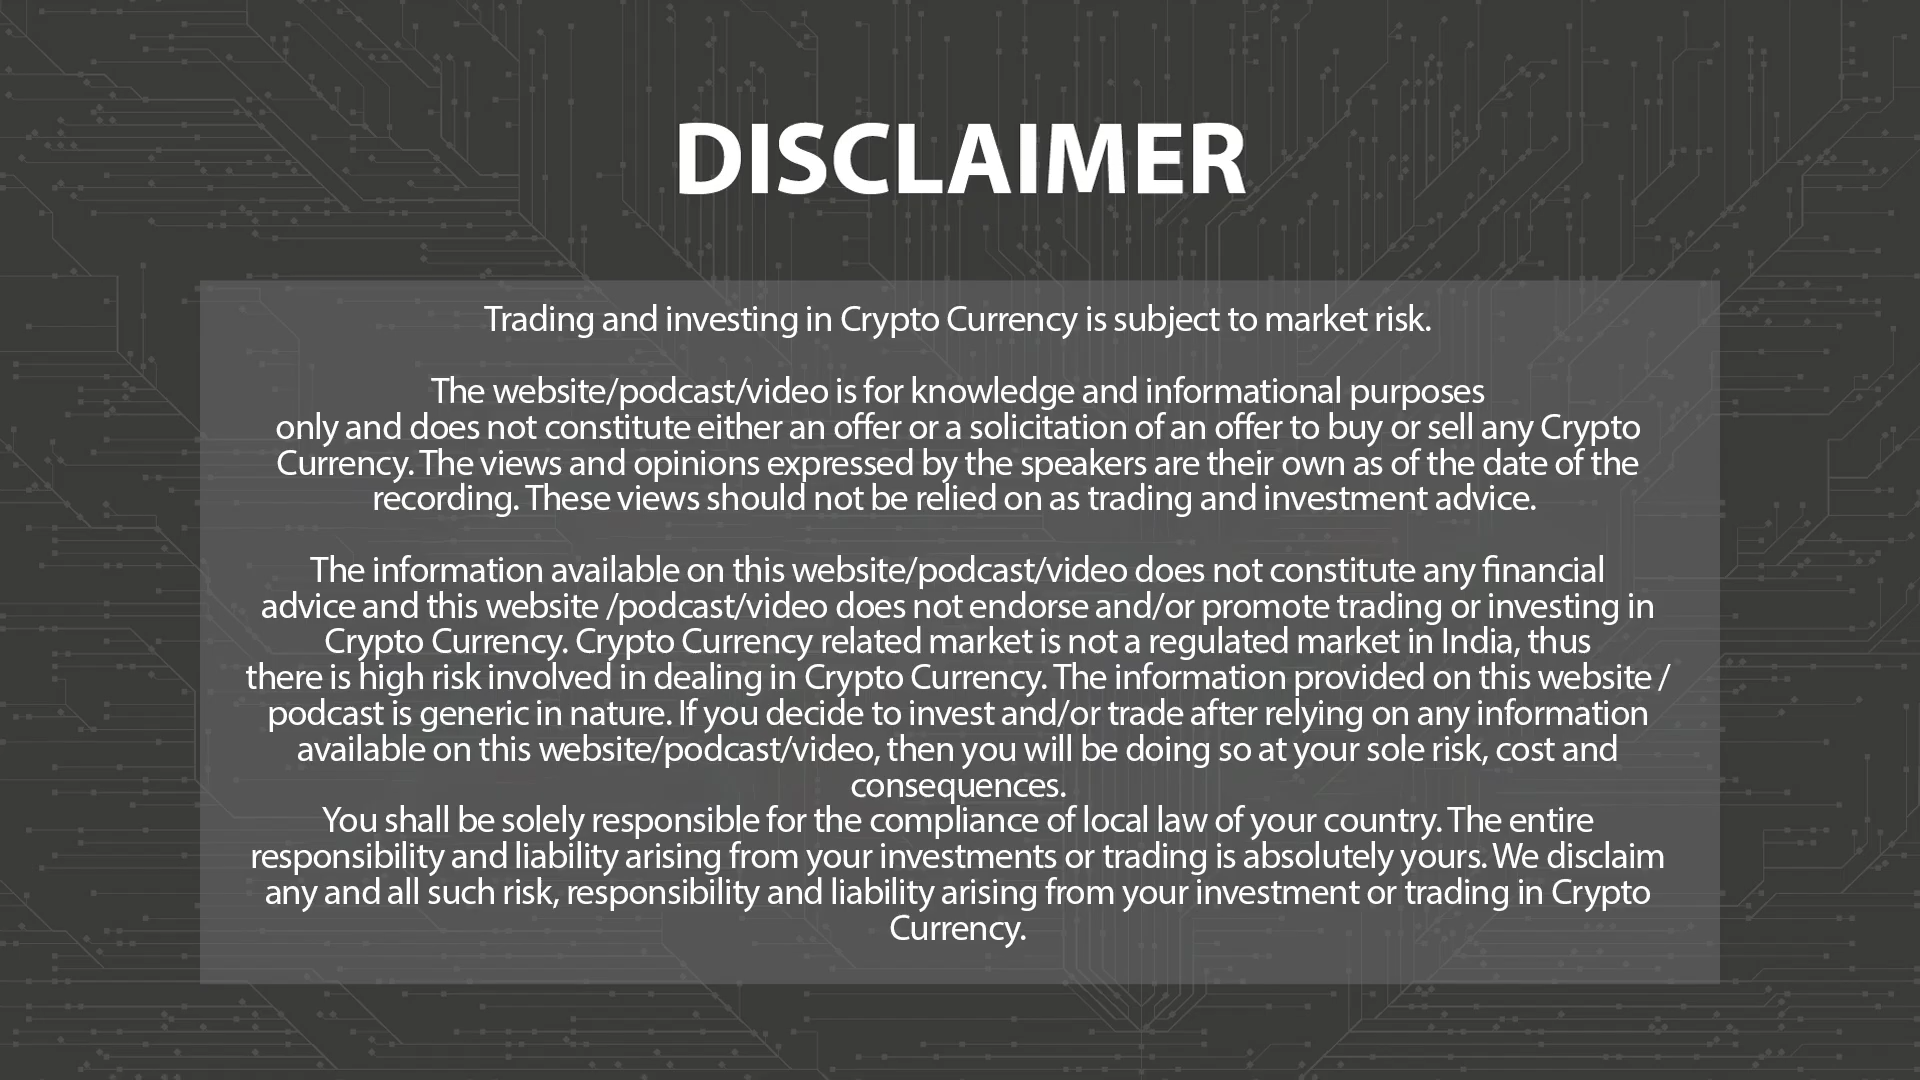 DISCLAIMER
Trading and investing in Crypto Currency is subject to market risk.
The website/podcast/video is for knowledge and informational purposes
only and does not constitute either an offer or a solicitation of an offer to buy or sell any Crypto
Currency. The views and opinions expressed by the speakers are their own as of the date of the
recording. These views should not be relied on as trading and investment advice.
The information available on this website/podcast/video does not constitute any financial
advice and this website /podcast/video does not endorse and/or promote trading or investing in
Crypto Currency. Crypto Currency related market is not a regulated market in India, thus
there is high risk involved in dealing in Crypto Currency. The information provided on this website /
podcast is generic in nature. If you decide to invest and/or trade after relying on any information
available on this website/podcast/video, then you will be doing so at your sole risk, cost and
consequences.
You shall be solely responsible for the compliance of local law of your country. The entire
responsibility and liability arising from your investments or trading is absolutely yours. We disclaim
any and all such risk, responsibility and liability arising from your investment or trading in Crypto
Currency.